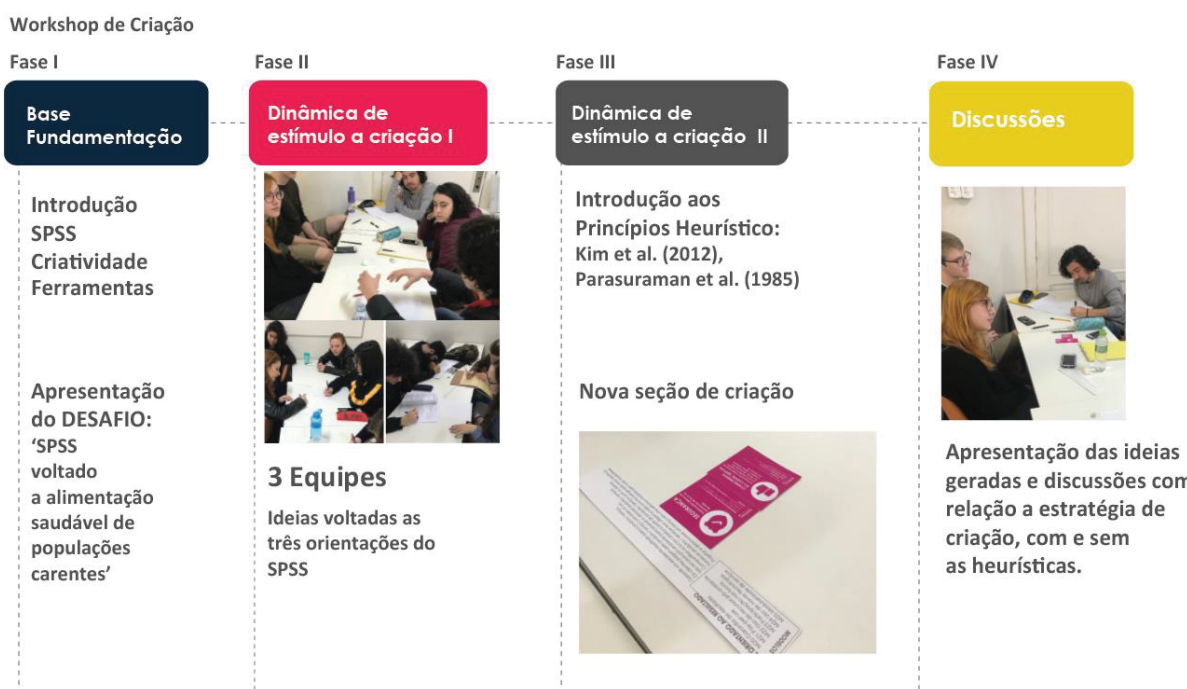 Workshop de Criação
Fase I
Base
Fundamentação
Introdução
SPSS
Criatividade
Ferramentas
Apresentação
do DESAFIO:
‘SPSS
voltado
a alimentação
saudável de
populações
carentes’
Fase II
Dinâmica de
estímulo a criação I
3 Equipes
Ideias voltadas as
três orientações do
SPSS
Fase III
Dinâmica de
estímulo a criação II
Introdução aos
Princípios Heurístico:
Kim et al. (2012),
Parasuraman et al. (1985)
Nova seção de criação
SEGURANÇA
MODELOS
Fase IV
Discussões
Apresentação das ideias
geradas e discussões com
relação a estratégia de
criação, com e sem
as heurísticas.